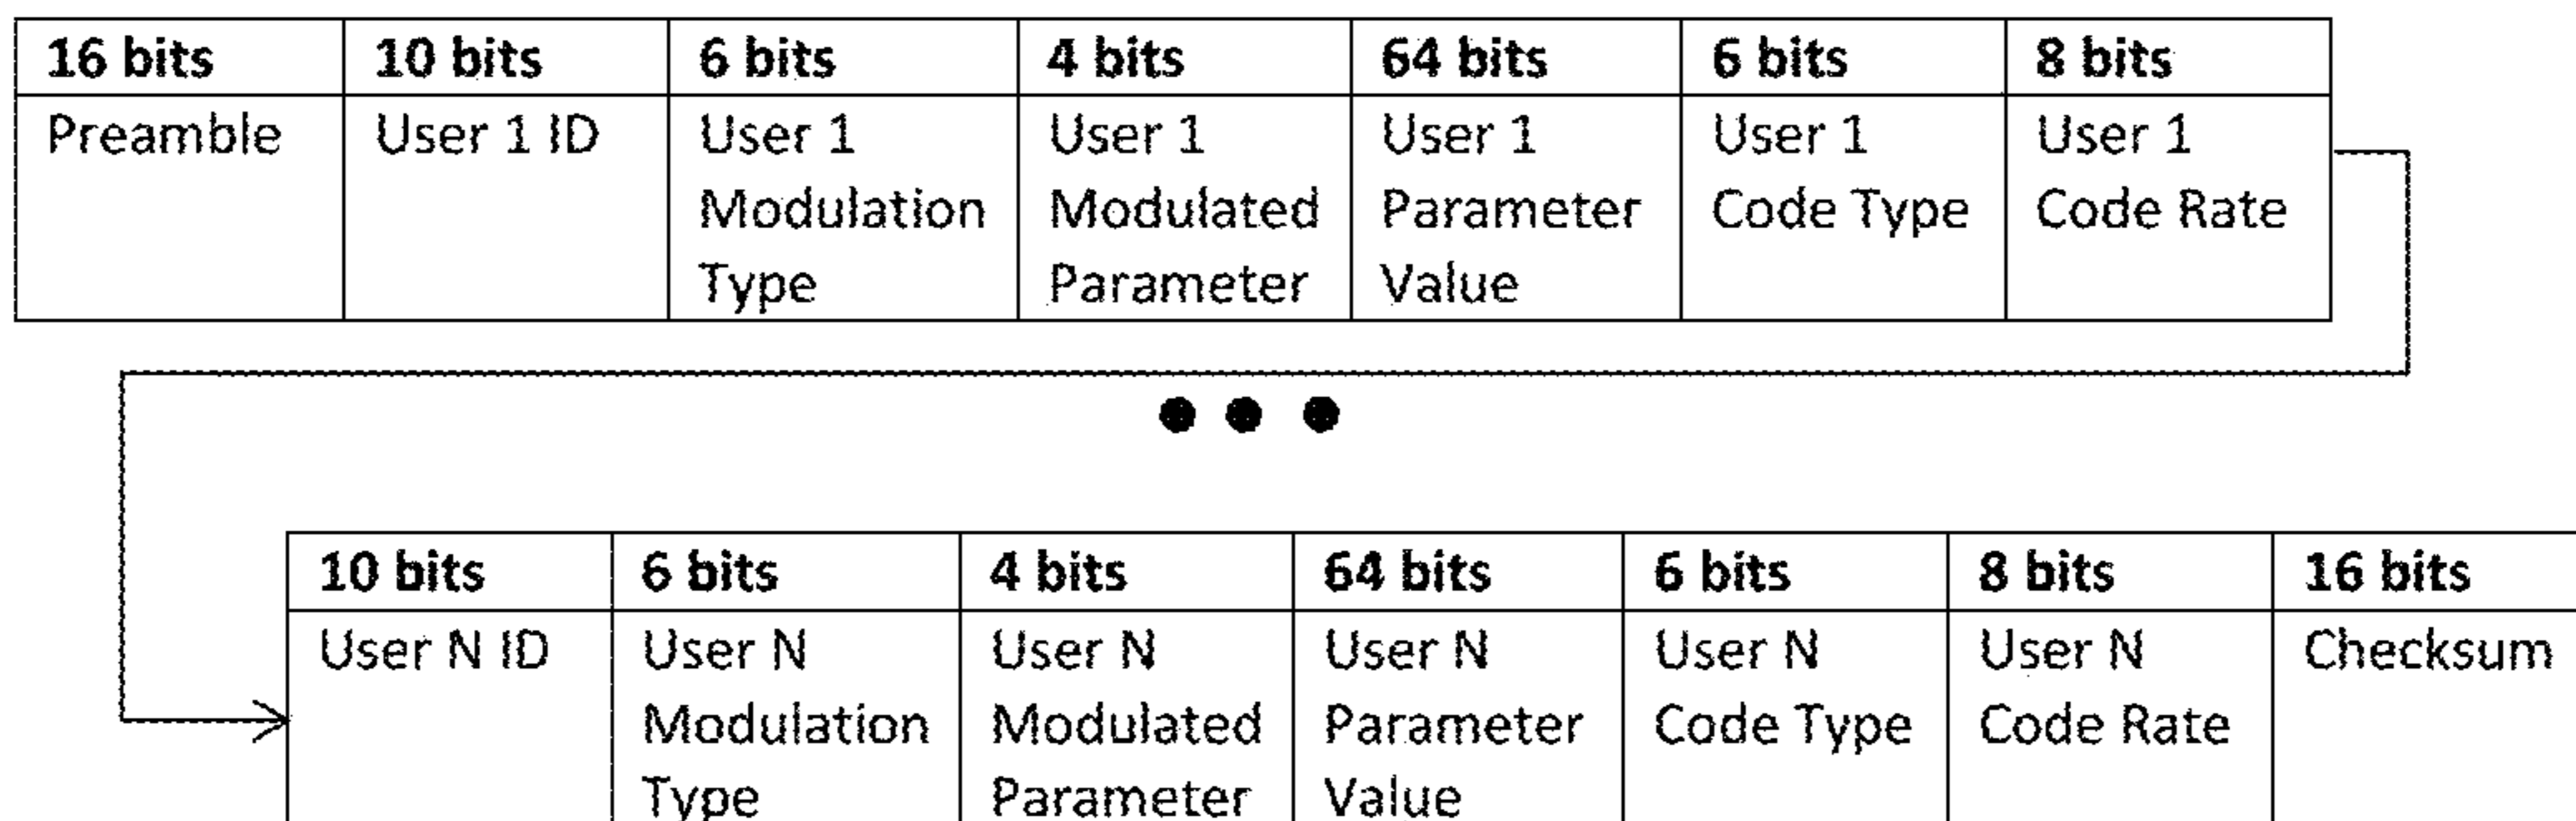 16 bits 10 bits 6 bits 4 bits 64 bits 6 bits 8 bits
Preamble User 1 ID User 1 User 1 User 1 User 1 User 1
Modulation Modulated Parameter Code Type Code Rate
Type Parameter Value
10 bits 6 bits 4 bits 64 bits 6 bits 8 bits 16 bits
User N ID User N User N User N User N User N Checksum
Modulation Modulated Parameter Code Type Code Rate
Type Parameter Value